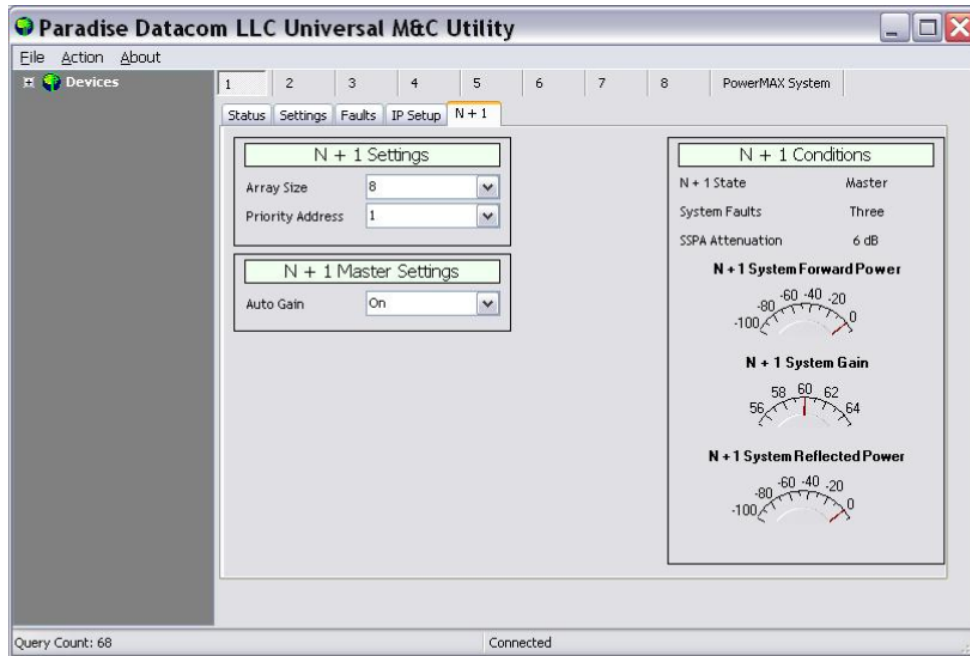 Paradise Datacom LLC Universal M&C Utility
File Action About
Devices
1 2 3 4 5 6 7 8 PowerMAX System
Status Settings Faults IP Setup N + 1
N + 1 Settings
Array Size 8
Priority Address 1
N + 1 Master Settings
Auto Gain On
N + 1 Conditions
N + 1 State Master
System Faults Three
SSPA Attenuation 6 dB
N + 1 System Forward Power
-100 -80 -60 -40 -20 0
N + 1 System Gain
56 58 60 62 64
N + 1 System Reflected Power
-100 -80 -60 -40 -20 0
Query Count: 68 Connected